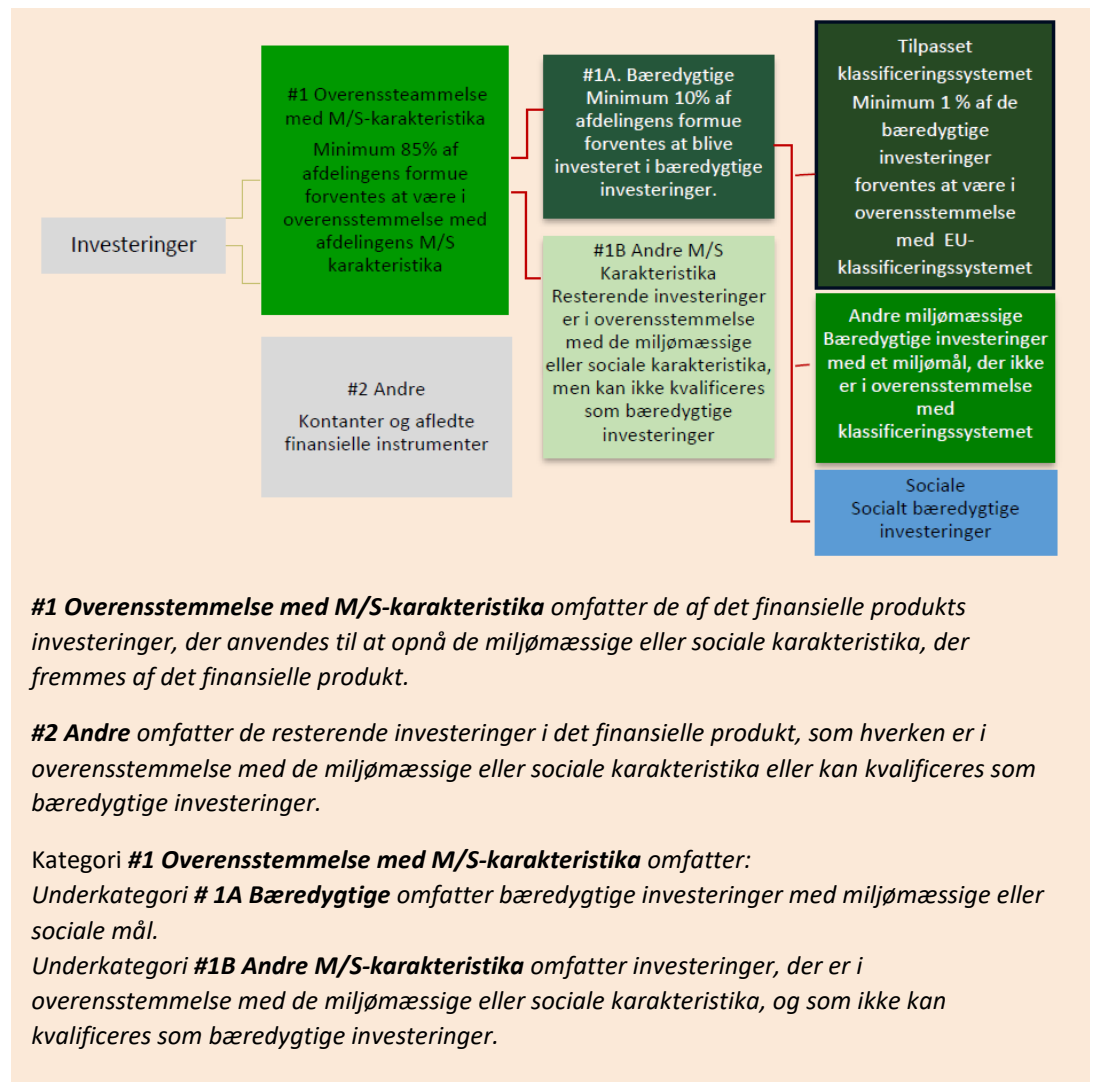 Investeringer
#1 Overenssteammelse
med M/S-karakteristika
Minimum 85% af
afdelingens formue
forventes at være i
overensstemmelse med
afdelingens M/S
karakteristika
#2 Andre
Kontanter og afledte
finansielle instrumenter
#1A. Bæredygtige
Minimum 10% af
afdelingens formue
forventes at blive
investeret i bæredygtige
investeringer.
#1B Andre M/S
Karakteristika
Resterende investeringer
er i overensstemmelse
med de miljømæssige
eller sociale karakteristika,
men kan ikke kvalificeres
som bæredygtige
investeringer
Tilpasset
klassificeringssystemet
Minimum 1 % af de
bæredygtige
investeringer
forventes at være i
overensstemmelse
med EU-
klassificeringssystemet
Andre miljømæssige
Bæredygtige investeringer
med et miljømål, der ikke
er i overensstemmelse
med
klassificeringssystemet
Sociale
Socialt bæredygtige
investeringer
#1 Overensstemmelse med M/S-karakteristika omfatter de af det finansielle produkts
investeringer, der anvendes til at opnå de miljømæssige eller sociale karakteristika, der
fremmes af det finansielle produkt.
#2 Andre omfatter de resterende investeringer i det finansielle produkt, som hverken er i
overensstemmelse med de miljømæssige eller sociale karakteristika eller kan kvalificeres som
bæredygtige investeringer.
Kategori #1 Overensstemmelse med M/S-karakteristika omfatter:
Underkategori # 1A Bæredygtige omfatter bæredygtige investeringer med miljømæssige eller
sociale mål.
Underkategori #1B Andre M/S-karakteristika omfatter investeringer, der er i
overensstemmelse med de miljømæssige eller sociale karakteristika, og som ikke kan
kvalificeres som bæredygtige investeringer.